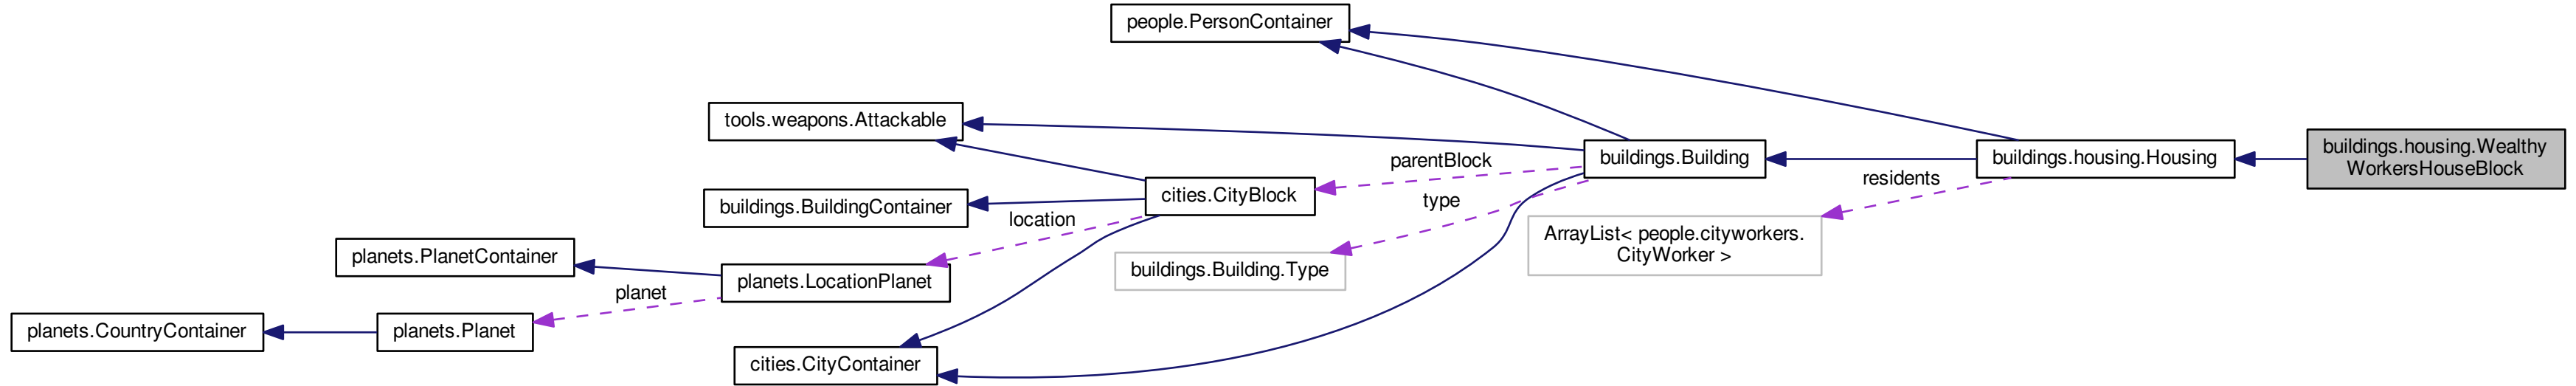 people.PersonContainer
tools.weapons.Attackable
buildings.Building
parentBlock
type
buildings.housing.Housing
residents
buildings.housing.Wealthy
WorkersHouseBlock
buildings.BuildingContainer
cities.CityBlock
location
ArrayList< people.cityworkers.
CityWorker >
planets.PlanetContainer
planets.LocationPlanet
buildings.Building.Type
planet
planets.CountryContainer
planets.Planet
cities.CityContainer